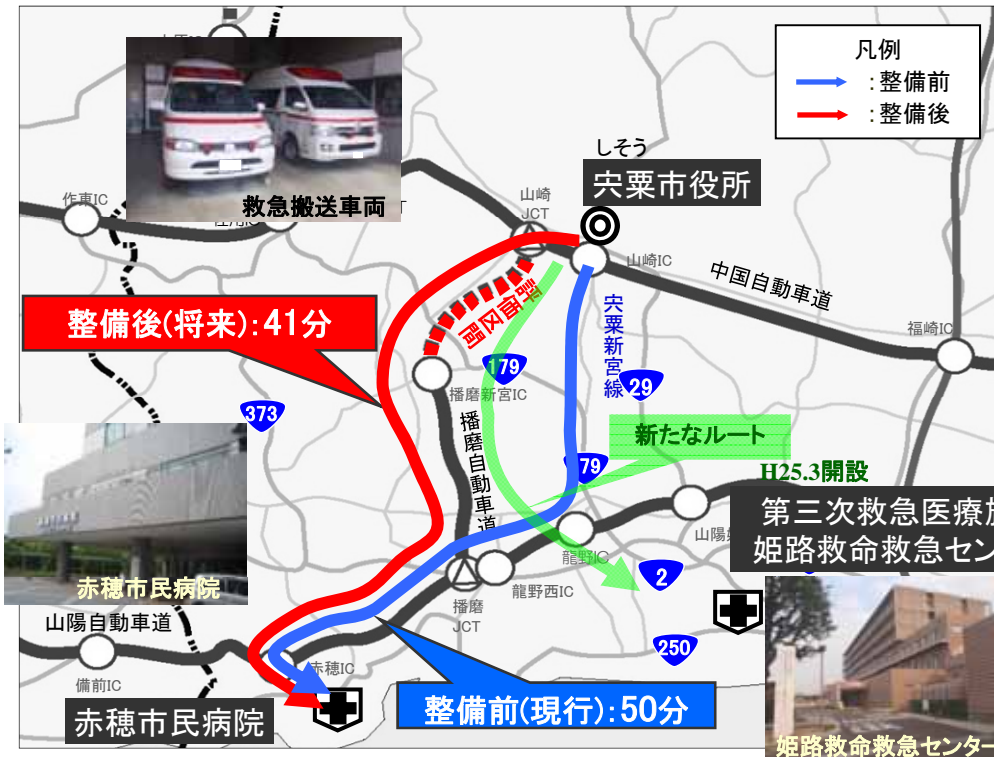 凡例
:整備前
:整備後
救急搬送車両
しそう
宍粟市役所
作東IC
山崎
JCT
山崎IC
中国自動車道
福崎IC
評価区間
整備後(将来):41分
宍粟新宮線
179
29
播磨新宮IC
373
播磨自動車道
新たなルート
79
H25.3開設
第三次救急医療施
姫路救命救急セン
龍野IC
龍野西IC
播磨
JCT
2
赤穂市民病院
山陽自動車道
250
備前IC
赤穂IC
赤穂市民病院
整備前(現行):50分
姫路救命救急センター